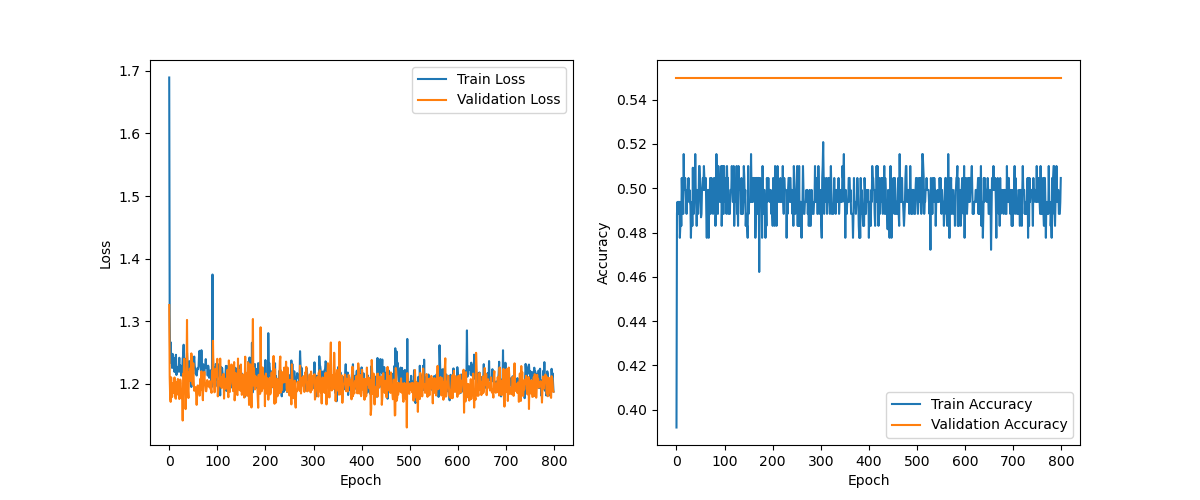 1.7
1.6
1.5
1.4
1.3
1.2
Loss
0 100 200 300 400 500 600 700 800
Epoch
Train Loss
Validation Loss
0.54
0.52
0.50
0.48
0.46
0.44
0.42
0.40
Accuracy
0 100 200 300 400 500 600 700 800
Epoch
Train Accuracy
Validation Accuracy